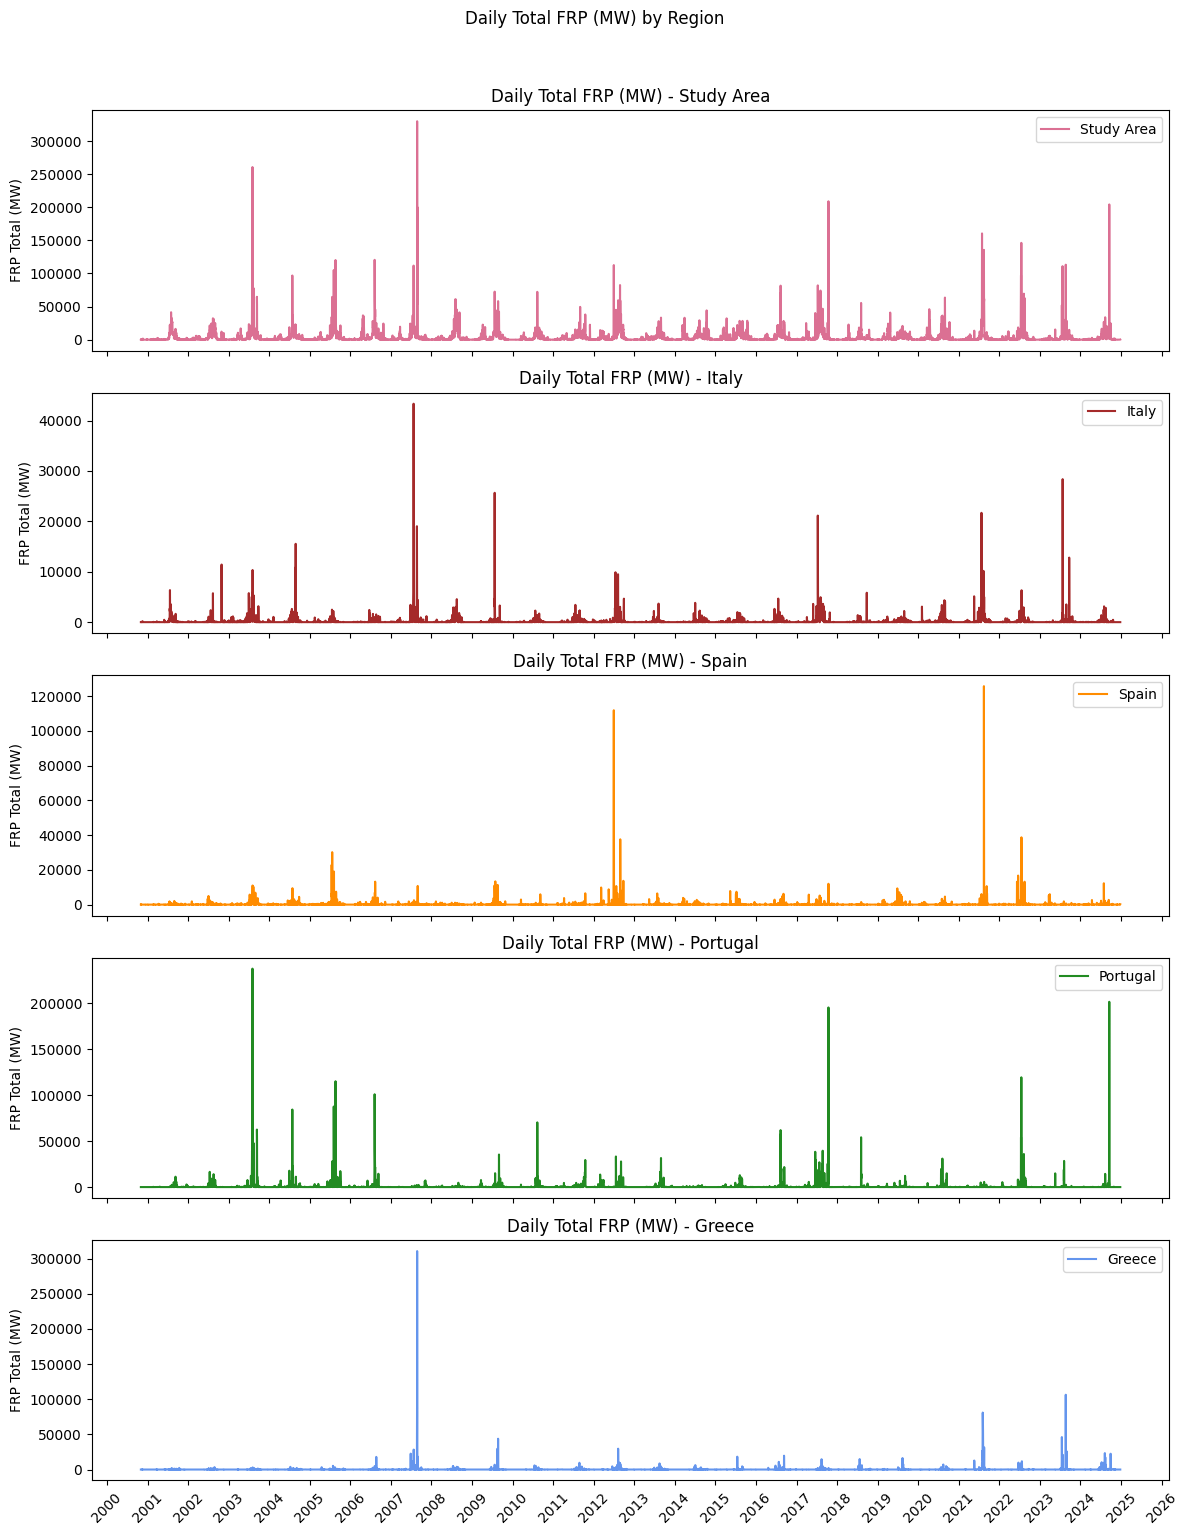 Daily Total FRP (MW) by Region
Daily Total FRP (MW) - Study Area
Study Area
FRP Total (MW)
300000
250000
200000
150000
100000
50000
0
Daily Total FRP (MW) - Italy
Italy
FRP Total (MW)
40000
30000
20000
10000
0
Daily Total FRP (MW) - Spain
Spain
FRP Total (MW)
120000
100000
80000
60000
40000
20000
0
Daily Total FRP (MW) - Portugal
Portugal
FRP Total (MW)
200000
150000
100000
50000
0
Daily Total FRP (MW) - Greece
Greece
FRP Total (MW)
300000
250000
200000
150000
100000
50000
0
2000 2001 2002 2003 2004 2005 2006 2007 2008 2009 2010 2011 2012 2013 2014 2015 2016 2017 2018 2019 2020 2021 2022 2023 2024 2025 2026